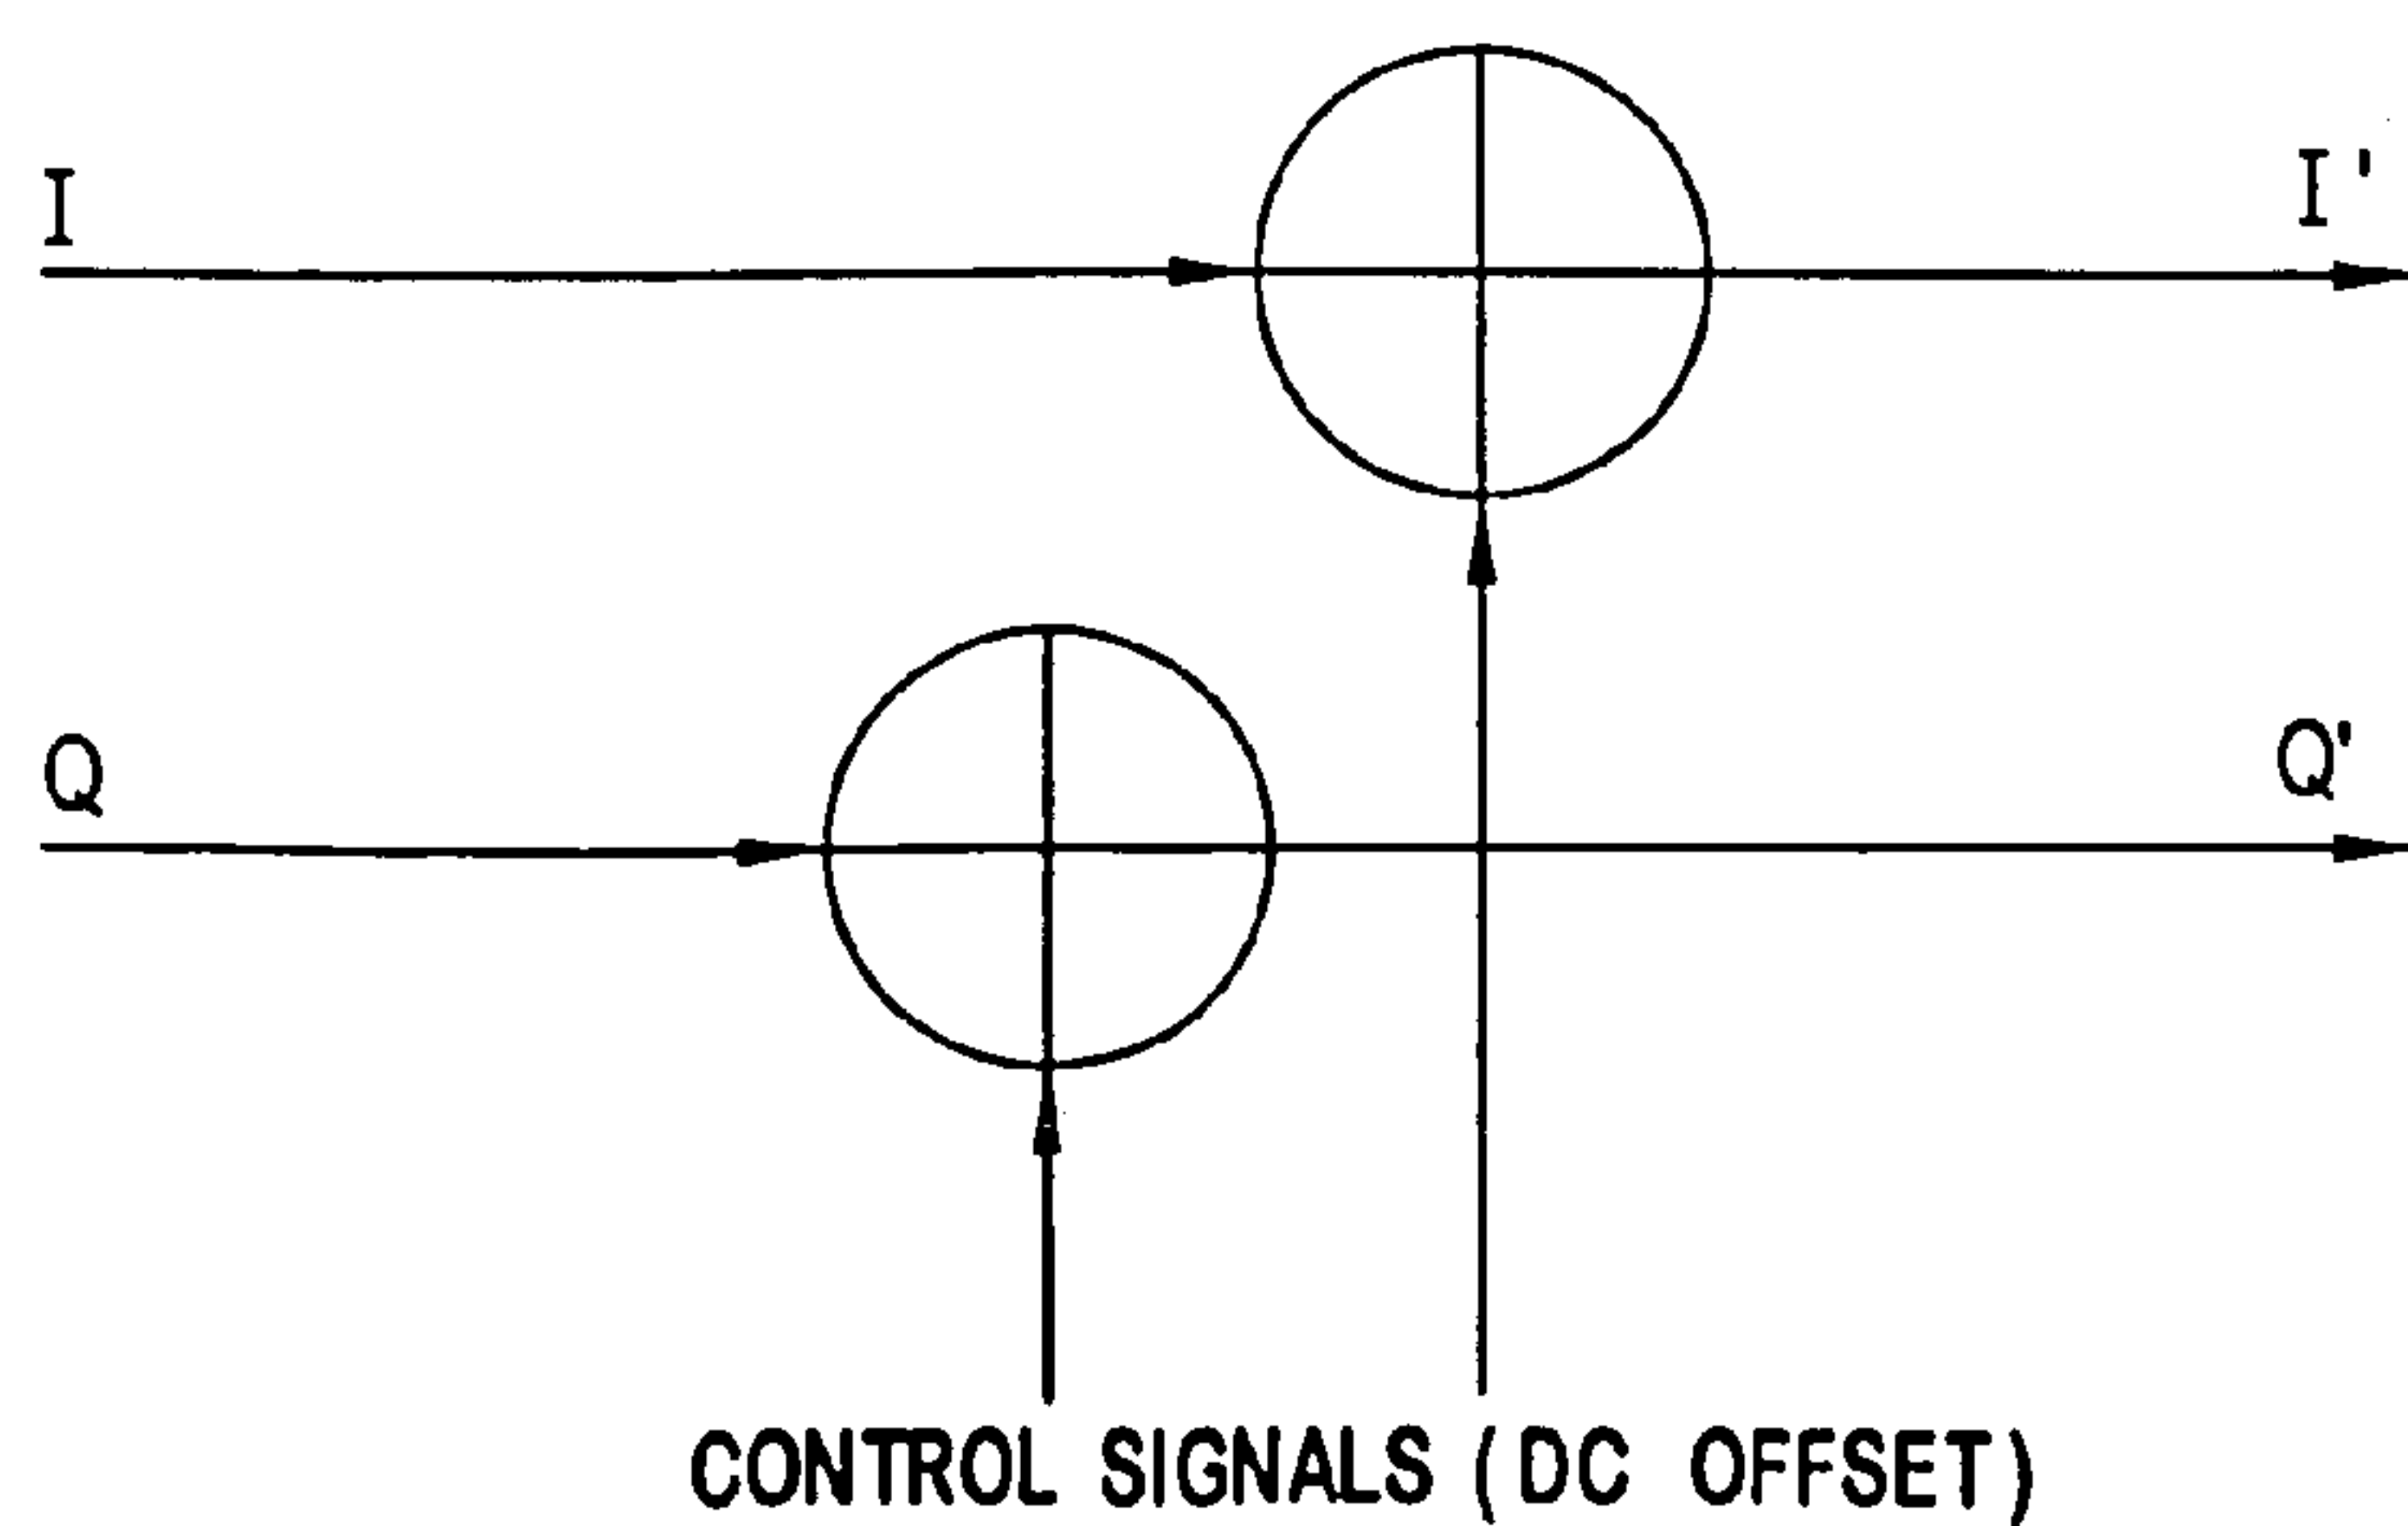 I
I'
Q
Q'
CONTROL SIGNALS (DC OFFSET)